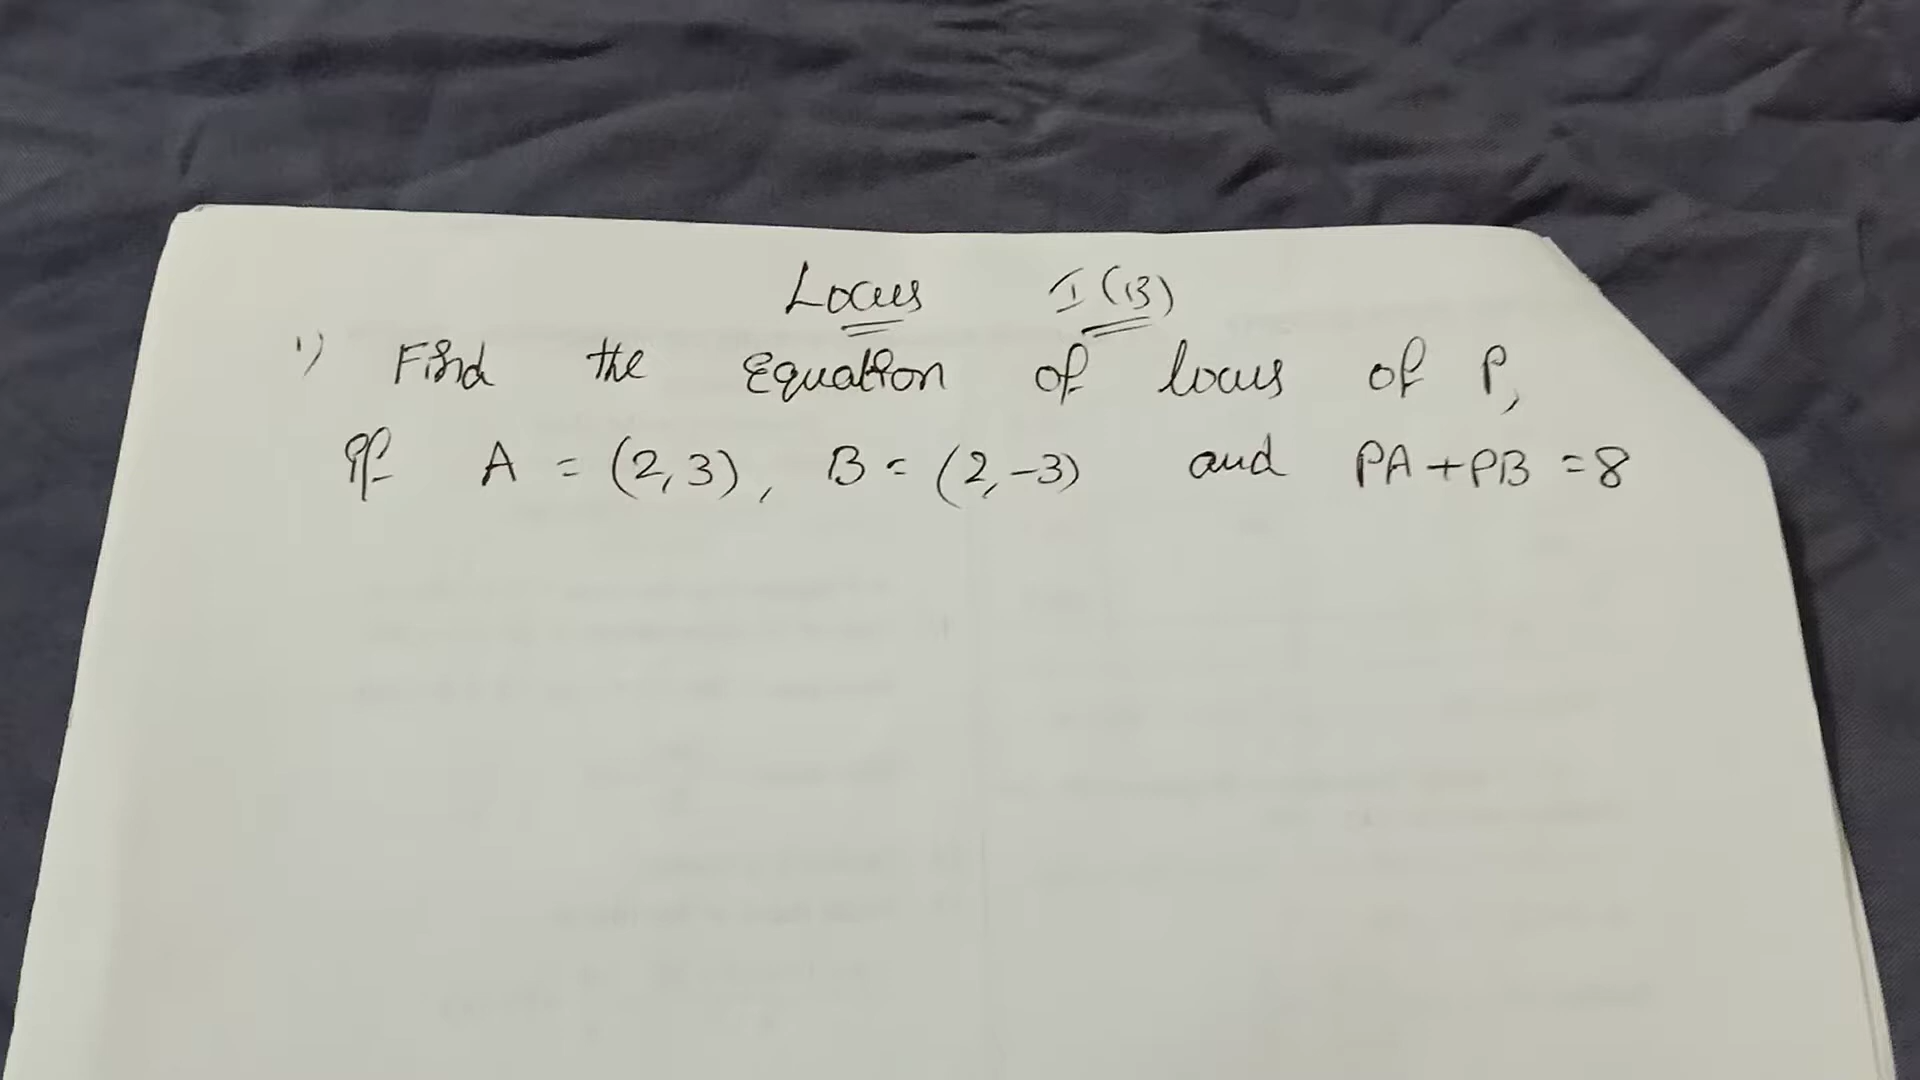 Locus I(B)
1) Find the Equation of locus of P,
if A = (2,3), B = (2,-3) and PA+PB =8